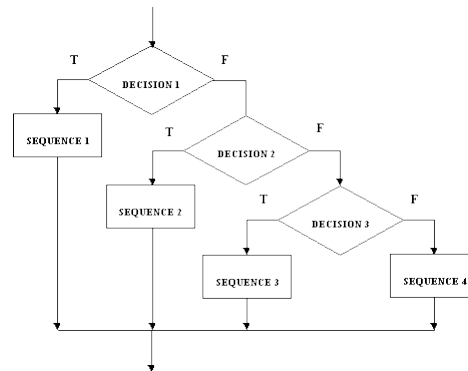 T
F
DECISION 1
SEQUENCE 1
T
F
DECISION 2
SEQUENCE 2
T
F
DECISION 3
SEQUENCE 3
SEQUENCE 4